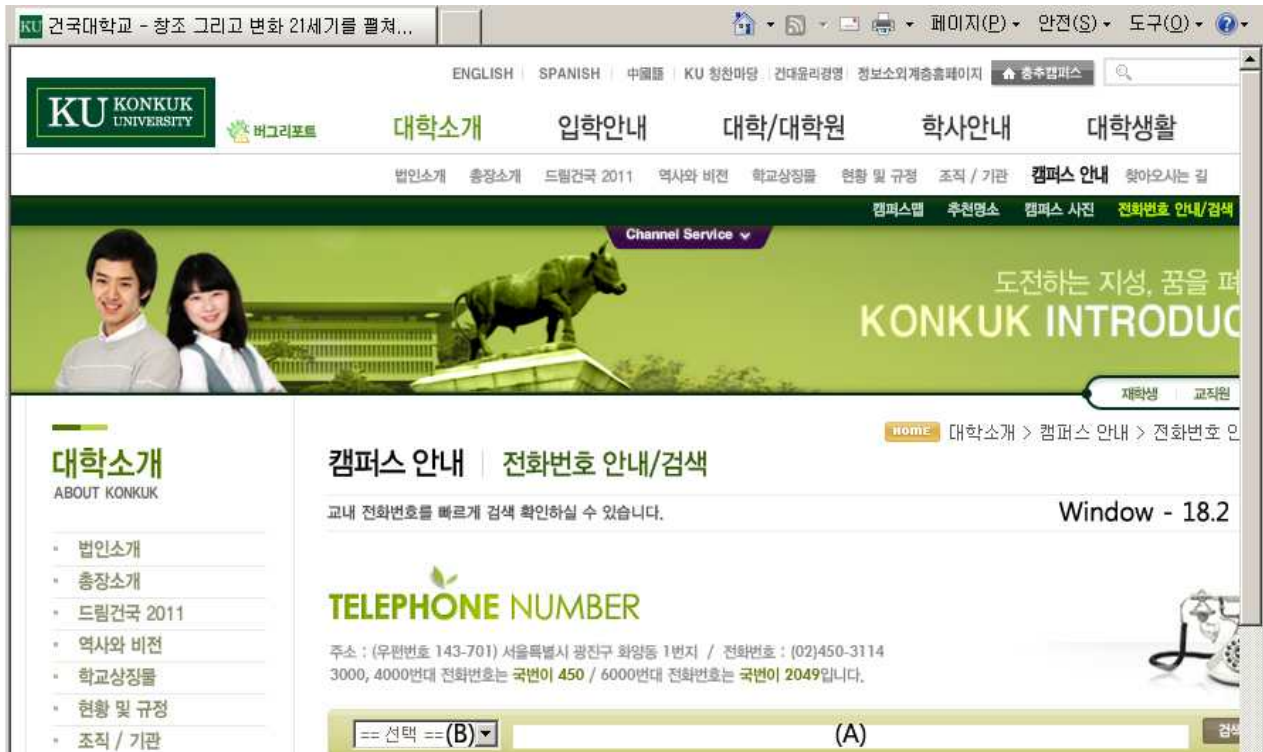 건국대학교 - 창조 그리고 변화 21세기를 펼쳐...
페이지(P) 안전(S) 도구(O)
ENGLISH SPANISH 中國語 KU 칭찬마당 건대윤리경영 정보소외계층홈페이지 충추캠퍼스
KU KONKUK UNIVERSITY
버그리포트
대학소개 입학안내 대학/대학원 학사안내 대학생활
법인소개 총장소개 드림건국 2011 역사와 비전 학교상징물 현황 및 규정 조직 / 기관 캠퍼스 안내 찾아오시는 길
캠퍼스맵 추천명소 캠퍼스 사진 전화번호 안내/검색
Channel Service
도전하는 지성, 꿈을 펴
KONKUK INTRODUC
재학생 교직원
HOME 대학소개 > 캠퍼스 안내 > 전화번호 안
대학소개
ABOUT KONKUK
캠퍼스 안내 전화번호 안내/검색
교내 전화번호를 빠르게 검색 확인하실 수 있습니다.
Window - 18.2
법인소개
총장소개
드림건국 2011
역사와 비전
학교상징물
현황 및 규정
조직 / 기관
TELEPHONE NUMBER
주소 : (우편번호 143-701) 서울특별시 광진구 화양동 1번지 / 전화번호 : (02)450-3114
3000, 4000번대 전화번호는 국번이 450 / 6000번대 전화번호는 국번이 2049입니다.
== 선택 == (B) (A) 검색